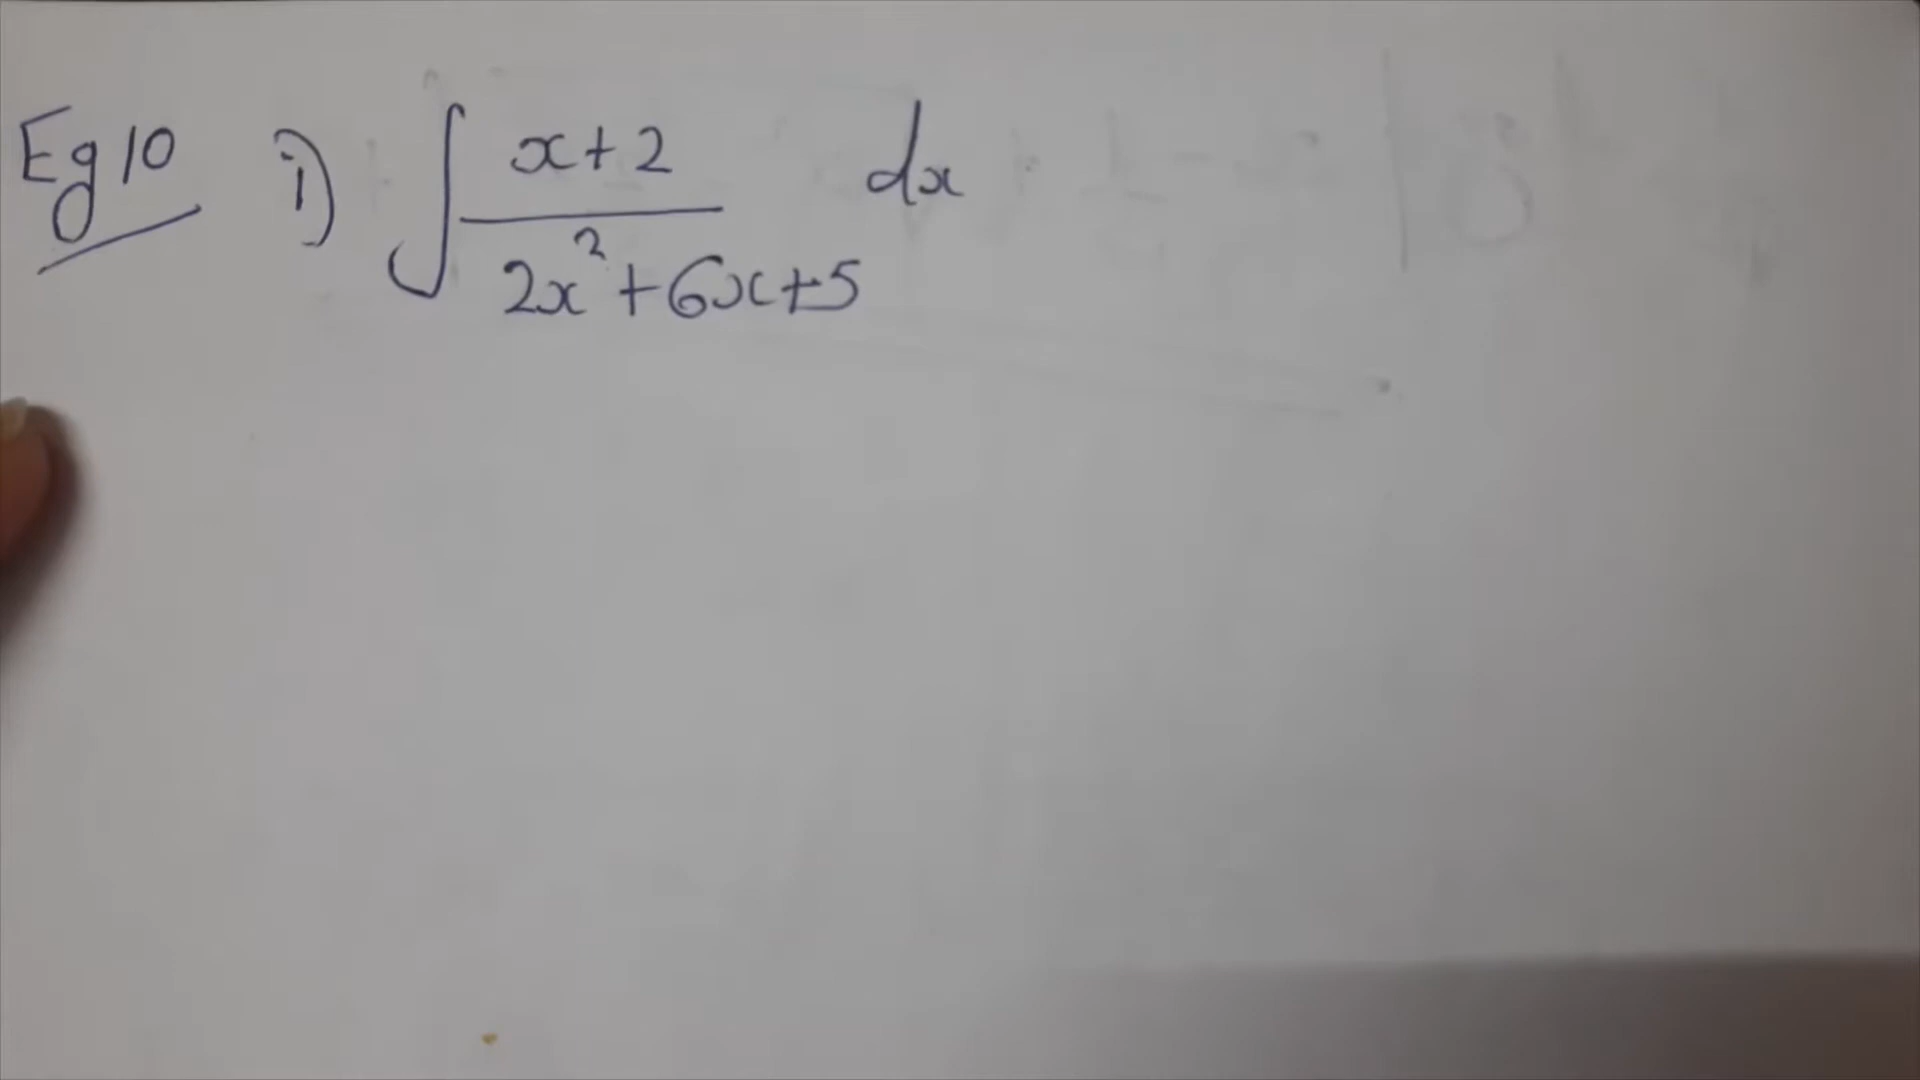 Eg 10 i) ∫ x+2 / 2x²+6x+5 dx